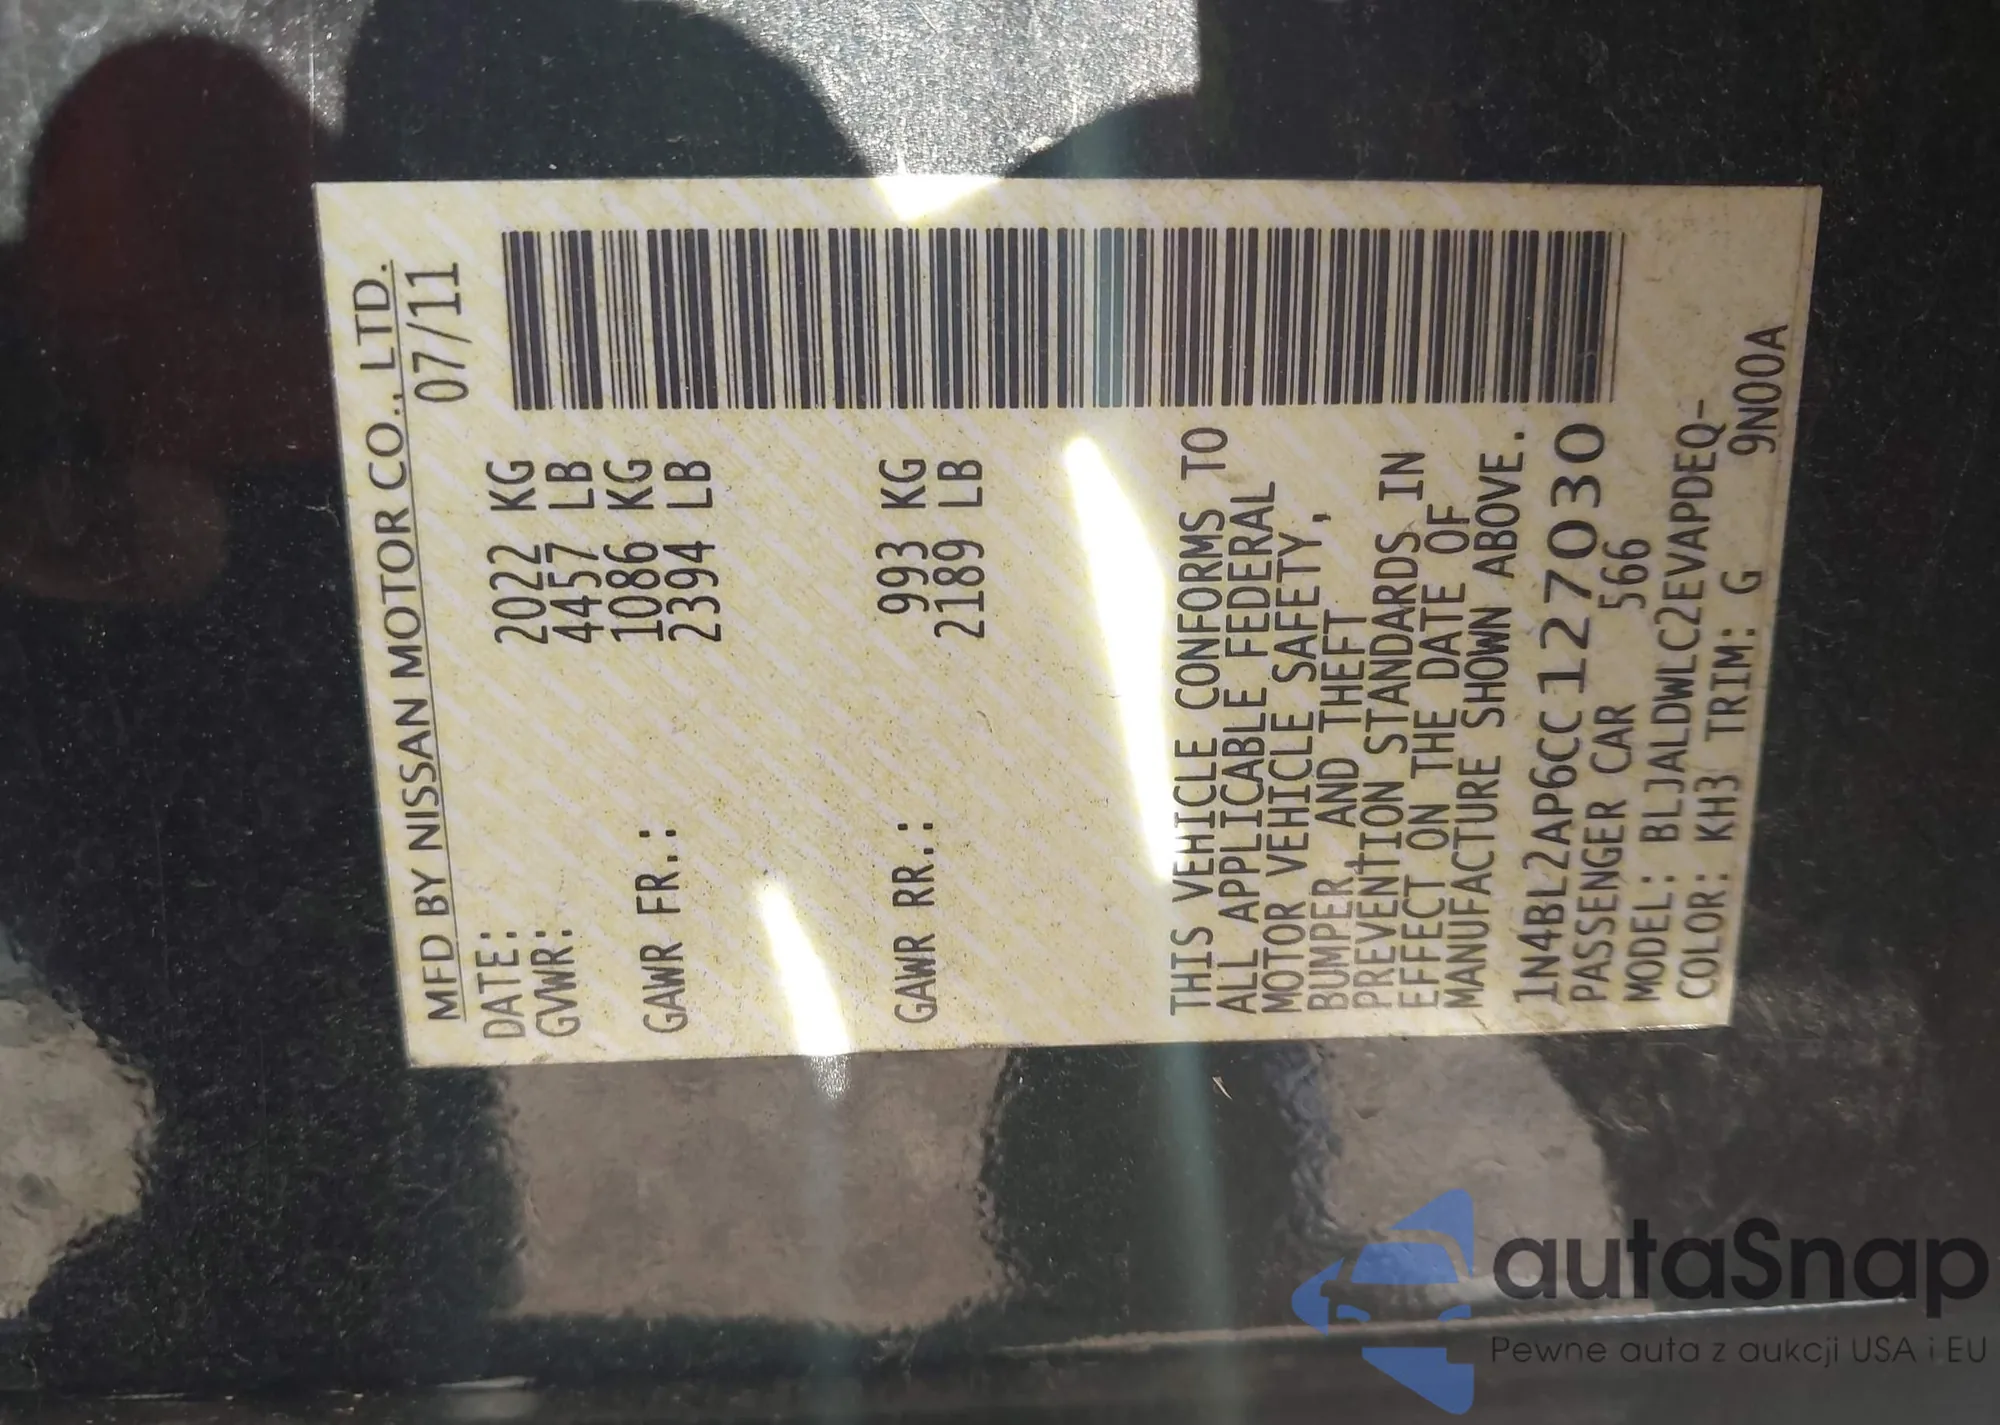 MFD BY NISSAN MOTOR CO., LTD.
DATE: 07/11
GVWR: 2022 KG
4457 LB
GAWR FR.: 1086 KG
2394 LB
GAWR RR.: 993 KG
2189 LB
THIS VEHICLE CONFORMS TO
ALL APPLICABLE FEDERAL
MOTOR VEHICLE SAFETY,
BUMPER, AND THEFT
PREVENTION STANDARDS IN
EFFECT ON THE DATE OF
MANUFACTURE SHOWN ABOVE.
1N4BL2AP6CC127030
PASSENGER CAR 566
MODEL: BLJALDWLC2EVAPDEQ-
COLOR: KH3 TRIM: G 9N00A
autaSnap
Pewne auta z aukcji USA i EU